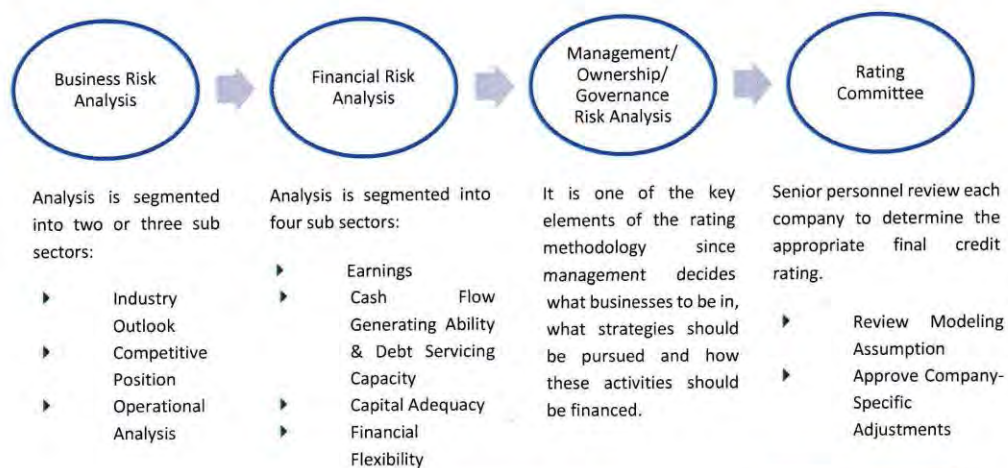 Business Risk
Analysis
Financial Risk
Analysis
Management/
Ownership/
Governance
Risk Analysis
Rating
Committee
Analysis is segmented
into two or three sub
sectors:
Industry
Outlook
Competitive
Position
Operational
Analysis
Analysis is segmented into
four sub sectors:
Earnings
Cash Flow
Generating Ability
& Debt Servicing
Capacity
Capital Adequacy
Financial
Flexibility
It is one of the key
elements of the rating
methodology since
management decides
what businesses to be in,
what strategies should
be pursued and how
these activities should
be financed.
Senior personnel review each
company to determine the
appropriate final credit
rating.
Review Modeling
Assumption
Approve Company-
Specific
Adjustments